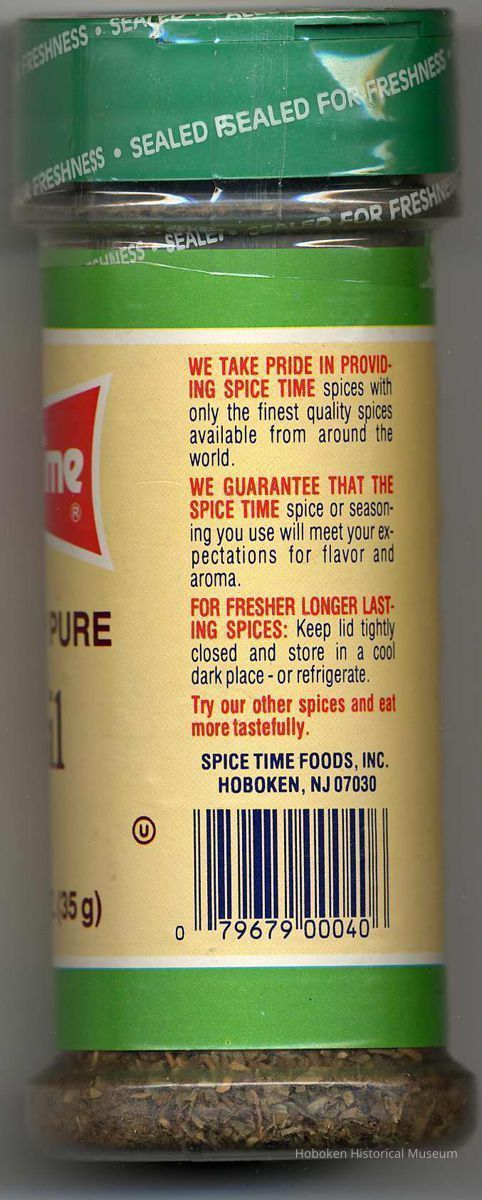 FRESHNESS • SEALED
FRESHNESS • SEALED SEALED FOR FRESHNESS •
FRESHNESS • SEALED FOR FRESHNESS
WE TAKE PRIDE IN PROVID-
ING SPICE TIME spices with
only the finest quality spices
available from around the
world.
WE GUARANTEE THAT THE
SPICE TIME spice or season-
ing you use will meet your ex-
pectations for flavor and
aroma.
FOR FRESHER LONGER LAST-
ING SPICES: Keep lid tightly
closed and store in a cool
dark place - or refrigerate.
Try our other spices and eat
more tastefully.
SPICE TIME FOODS, INC.
HOBOKEN, NJ 07030
0 79679 00040
me
®
PURE
U
(35 g)
Hoboken Historical Museum